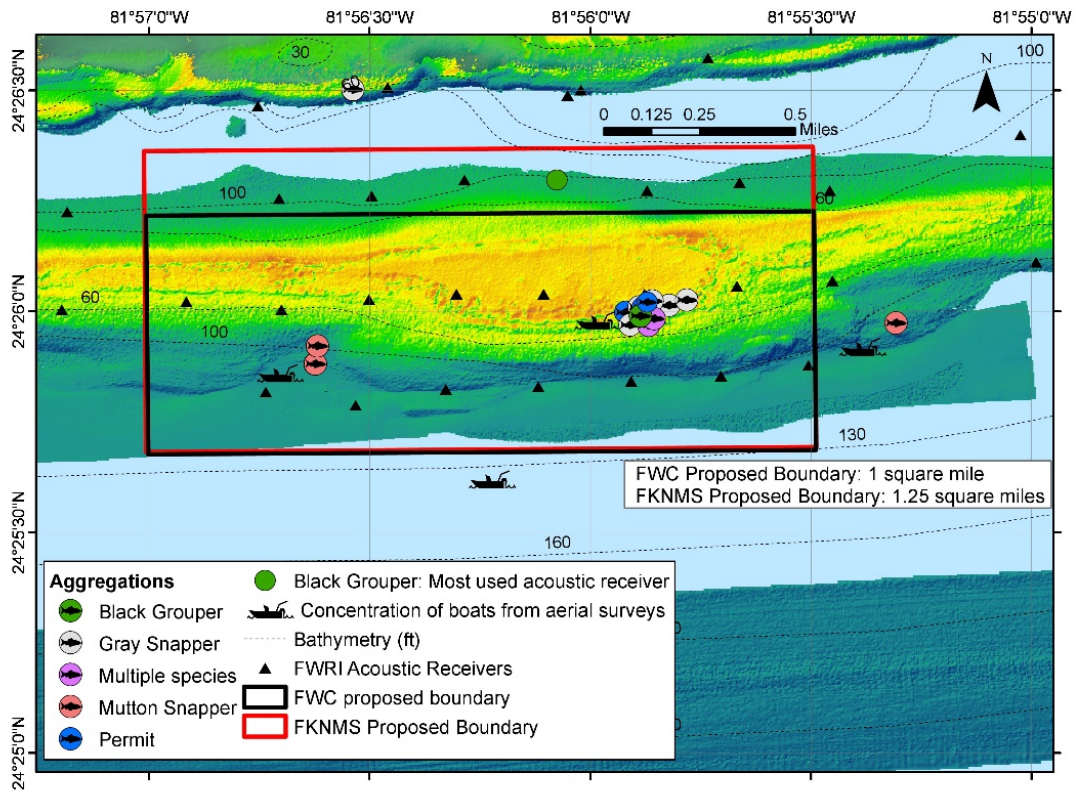 81°57'0"W 81°56'30"W 81°56'0"W 81°55'30"W 81°55'0"W
24°26'30"N
24°26'0"N
24°25'30"N
24°25'0"N
30
60
100
N
0 0.125 0.25 0.5
Miles
100
60
60
100
130
FWC Proposed Boundary: 1 square mile
FKNMS Proposed Boundary: 1.25 square miles
160
Aggregations
Black Grouper
Gray Snapper
Multiple species
Mutton Snapper
Permit
Black Grouper: Most used acoustic receiver
Concentration of boats from aerial surveys
Bathymetry (ft)
FWRI Acoustic Receivers
FWC proposed boundary
FKNMS Proposed Boundary